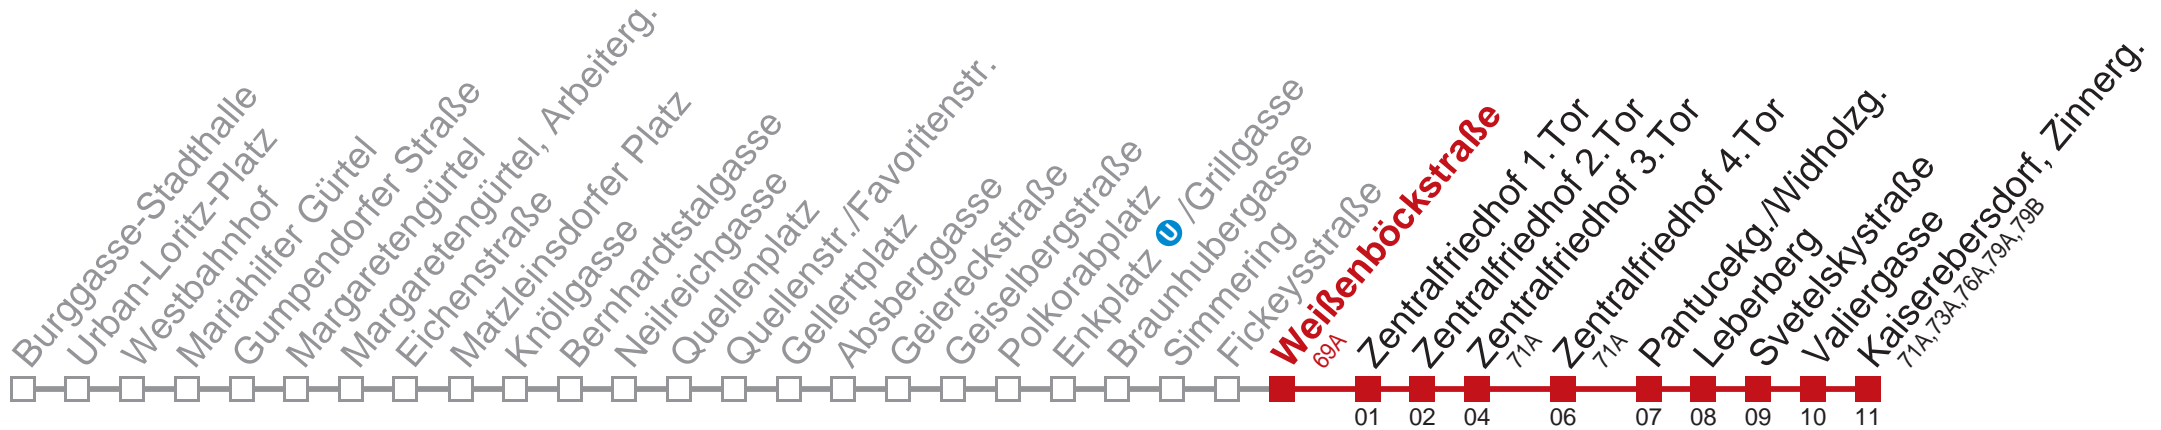 Burggasse-Stadthalle
Urban-Loritz-Platz
Westbahnhof
Mariahilfer Gürtel
Gumpendorfer Straße
Margaretengürtel
Margaretengürtel, Arbeiterg.
Eichenstraße
Matzleinsdorfer Platz
Knöllgasse
Bernhardtstalgasse
Neilreichgasse
Quellenplatz
Quellenstr./Favoritenstr.
Gellertplatz
Absberggasse
Geiereckstraße
Geiselbergstraße
Polkorabplatz
Enkplatz U /Grillgasse
Braunhubergasse
Simmering
Fickeysstraße
Weißenböckstraße
69A
Zentralfriedhof 1.Tor
Zentralfriedhof 2.Tor
Zentralfriedhof 3.Tor
71A
Zentralfriedhof 4.Tor
71A
Pantucekg./Widholzg.
Leberberg
Svetelskystraße
Valiergasse
Kaiserebersdorf, Zinnerg.
71A,73A,76A,79A,79B
01 02 04 06 07 08 09 10 11